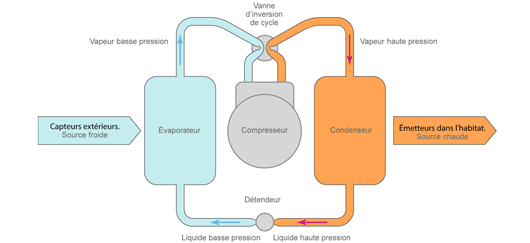 Vanne
d'inversion
de cycle
Vapeur basse pression
Vapeur haute pression
Capteurs extérieurs.
Source froide
Évaporateur
Compresseur
Condenseur
Émetteurs dans l'habitat.
Source chaude
Détendeur
Liquide basse pression
Liquide haute pression